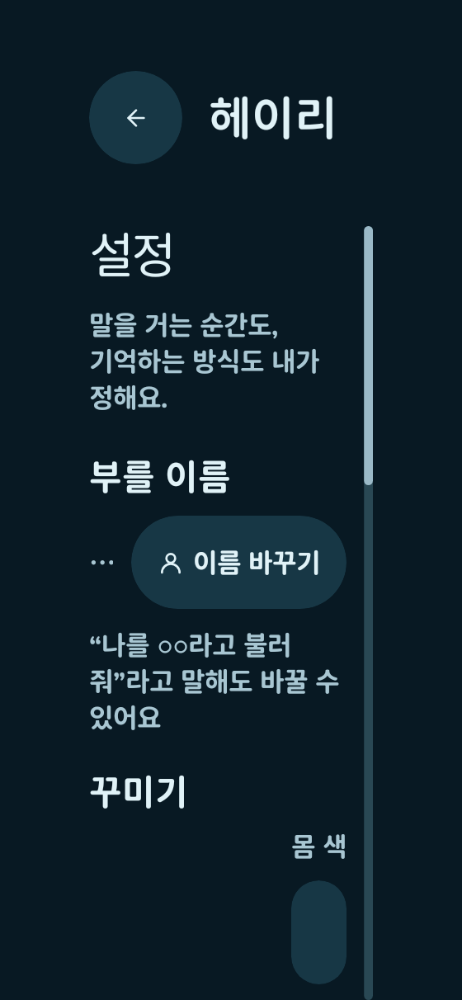 헤이리
설정
말을 거는 순간도,
기억하는 방식도 내가
정해요.
부를 이름
… 이름 바꾸기
“나를 ○○라고 불러
줘”라고 말해도 바꿀 수
있어요
꾸미기
몸 색